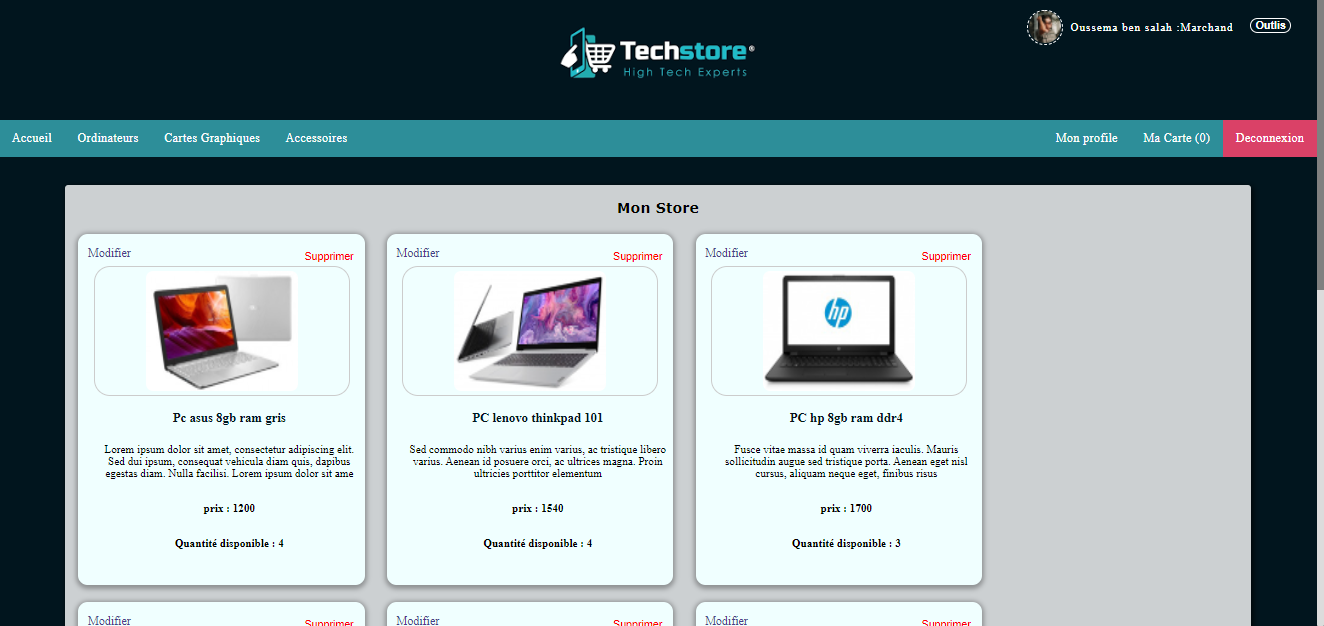 Oussema ben salah :Marchand
Outlis
Techstore®
High Tech Experts
Accueil
Ordinateurs
Cartes Graphiques
Accessoires
Mon profile
Ma Carte (0)
Deconnexion
Mon Store
Modifier
Supprimer
Pc asus 8gb ram gris
Lorem ipsum dolor sit amet, consectetur adipiscing elit.
Sed dui ipsum, consequat vehicula diam quis, dapibus
egestas diam. Nulla facilisi. Lorem ipsum dolor sit ame
prix : 1200
Quantité disponible : 4
Modifier
Supprimer
PC lenovo thinkpad 101
Sed commodo nibh varius enim varius, ac tristique libero
varius. Aenean id posuere orci, ac ultrices magna. Proin
ultricies porttitor elementum
prix : 1540
Quantité disponible : 4
Modifier
Supprimer
hp
PC hp 8gb ram ddr4
Fusce vitae massa id quam viverra iaculis. Mauris
sollicitudin augue sed tristique porta. Aenean eget nisl
cursus, aliquam neque eget, finibus risus
prix : 1700
Quantité disponible : 3
Modifier
Supprimer
Modifier
Supprimer
Modifier
Supprimer